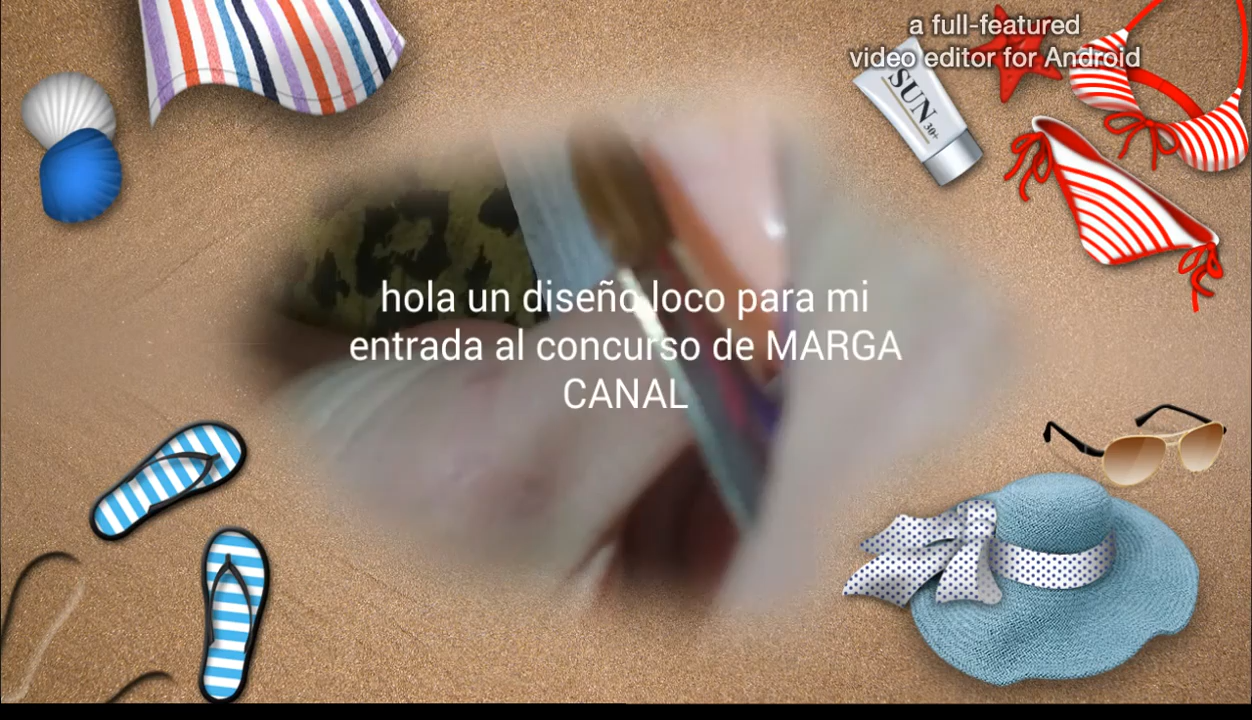 a full-featured
video editor for Android
SUN
30+
hola un diseño loco para mi
entrada al concurso de MARGA
CANAL